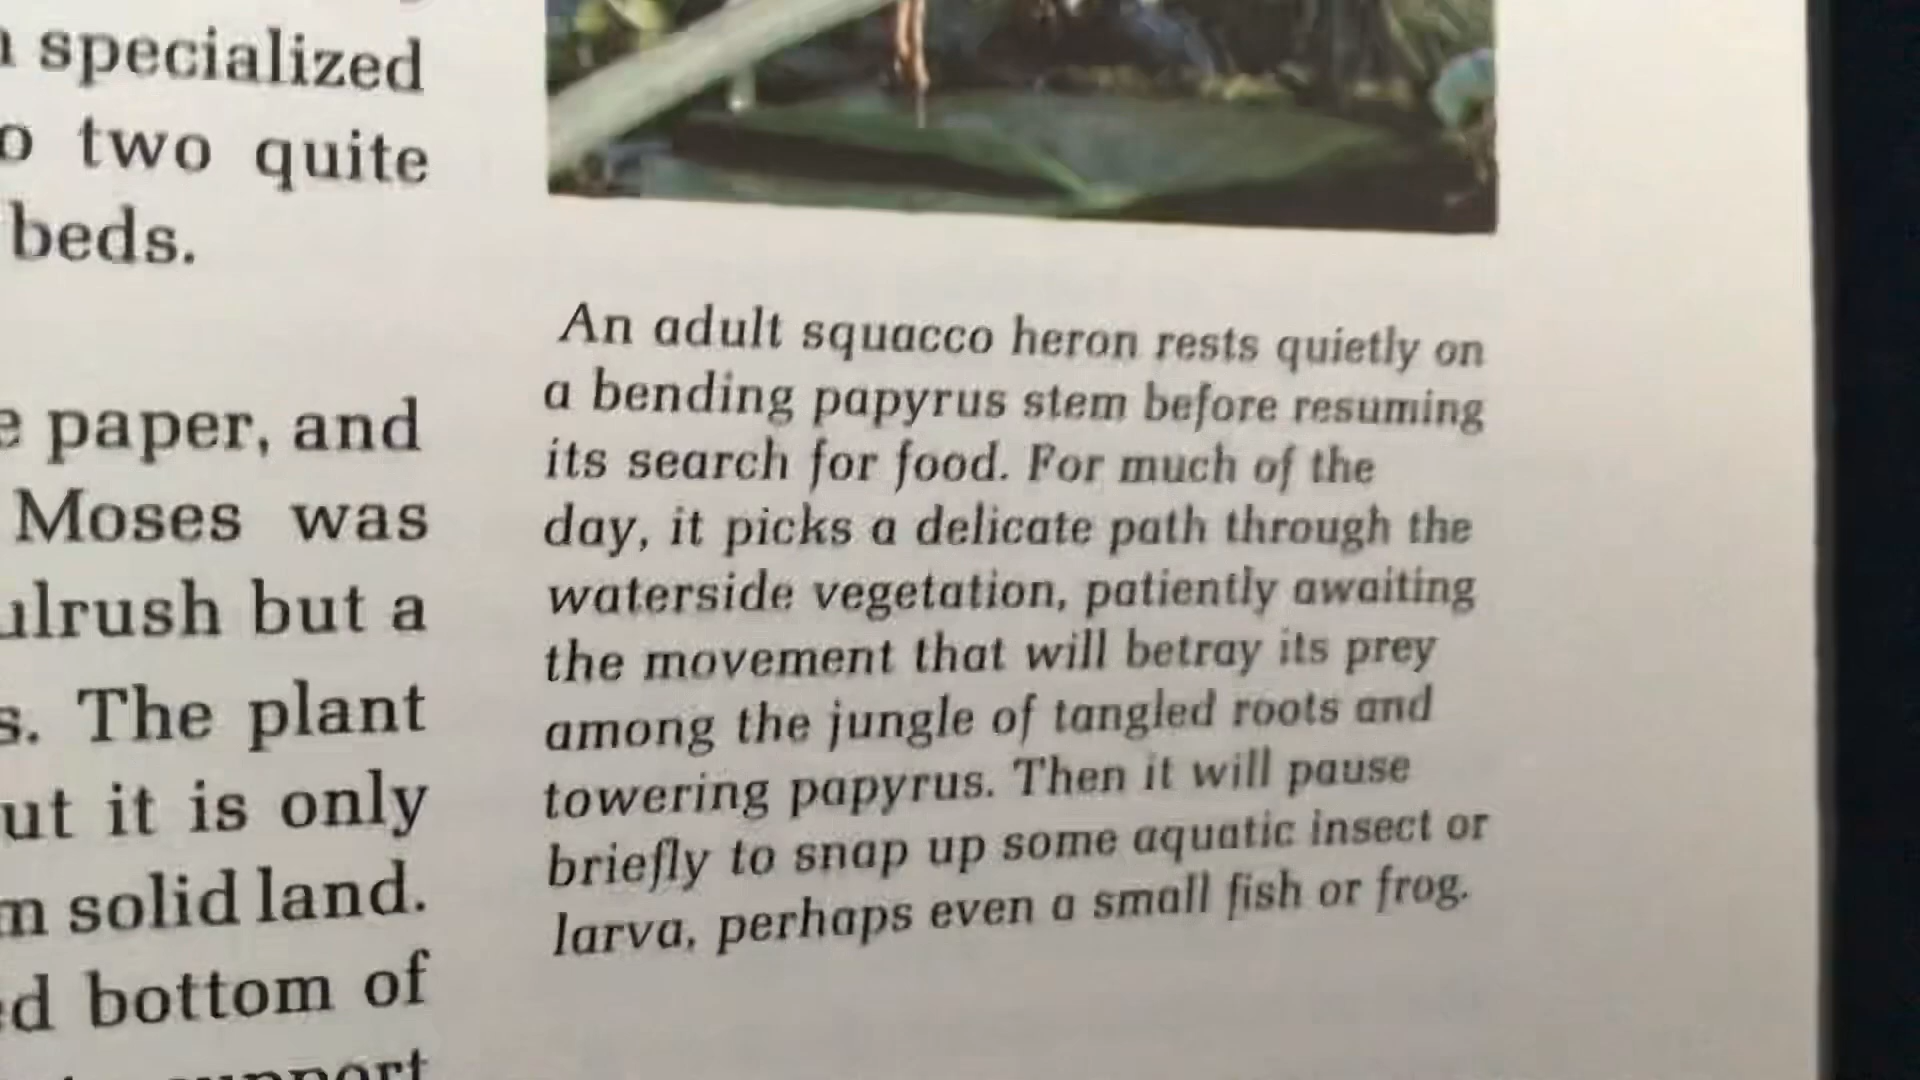 specialized
two quite
beds.
paper, and
Moses was
but a
s. The plant
it is only
solid land.
bottom of
support
An adult squacco heron rests quietly on
a bending papyrus stem before resuming
its search for food. For much of the
day, it picks a delicate path through the
waterside vegetation, patiently awaiting
the movement that will betray its prey
among the jungle of tangled roots and
towering papyrus. Then it will pause
briefly to snap up some aquatic insect or
larva, perhaps even a small fish or frog.